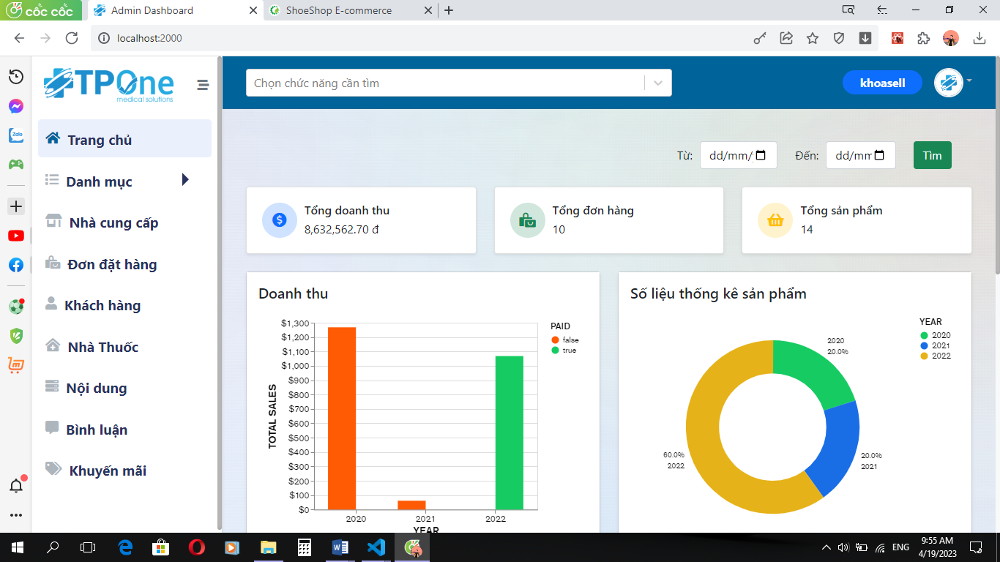 cốc cốc
Admin Dashboard
ShoeShop E-commerce
localhost:2000
TPOne
medical solutions
Chọn chức năng cần tìm
khoasell
Zalo
Trang chủ
Danh mục
Nhà cung cấp
Đơn đặt hàng
Khách hàng
Nhà Thuốc
Nội dung
Bình luận
Khuyến mãi
Từ:
dd/mm/
Đến:
dd/mm
Tìm
Tổng doanh thu
8,632,562.70 đ
Tổng đơn hàng
10
Tổng sản phẩm
14
Doanh thu
TOTAL SALES
$1,300
$1,200
$1,100
$1,000
$900
$800
$700
$600
$500
$400
$300
$200
$100
$0
2020
2021
2022
YEAR
PAID
false
true
Số liệu thống kê sản phẩm
YEAR
2020
2021
2022
2020
20.0%
60.0%
2022
20.0%
2021
ENG
9:55 AM
4/19/2023